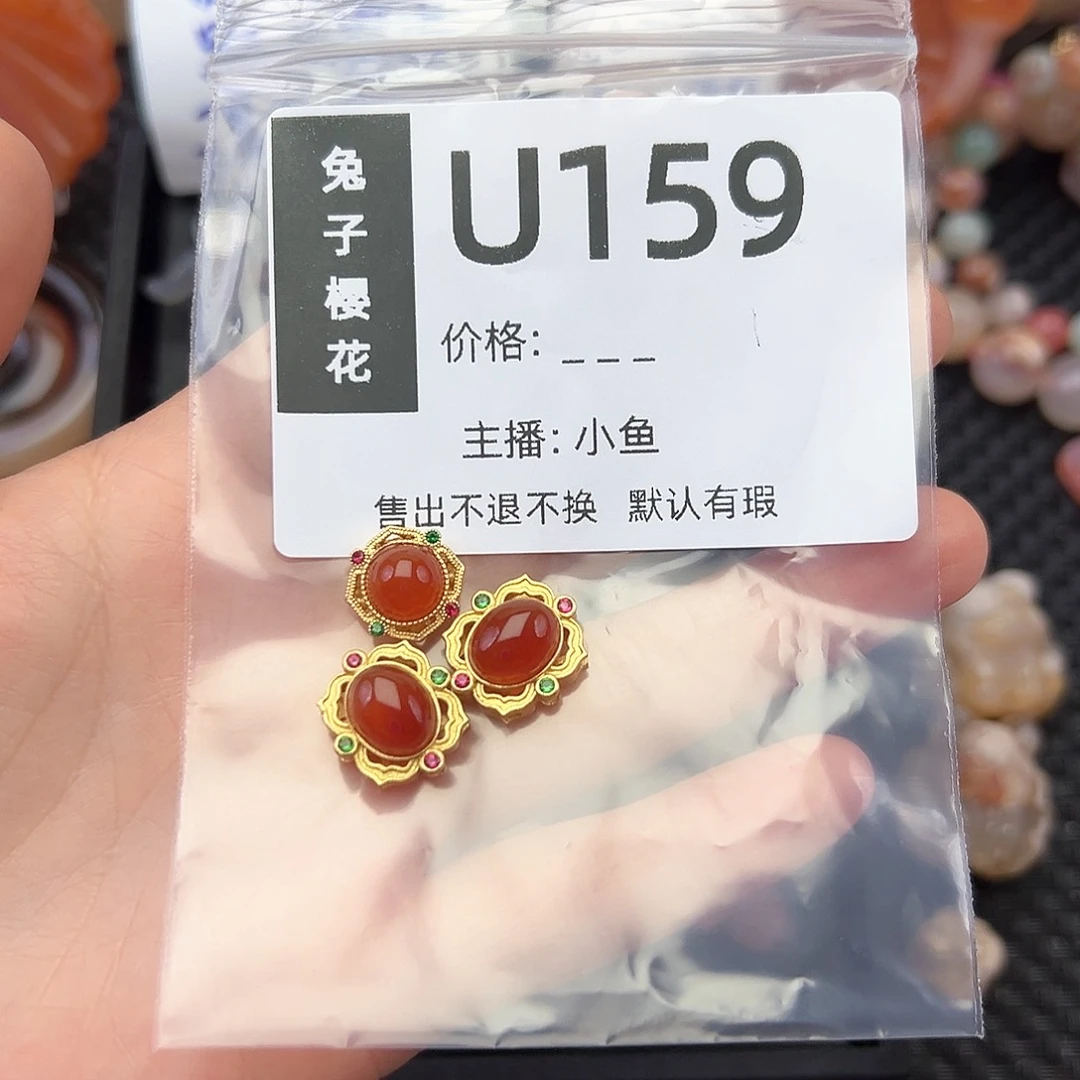 兔子樱花
U159
价格: _ _ _
主播: 小鱼
售出不退不换 默认有瑕